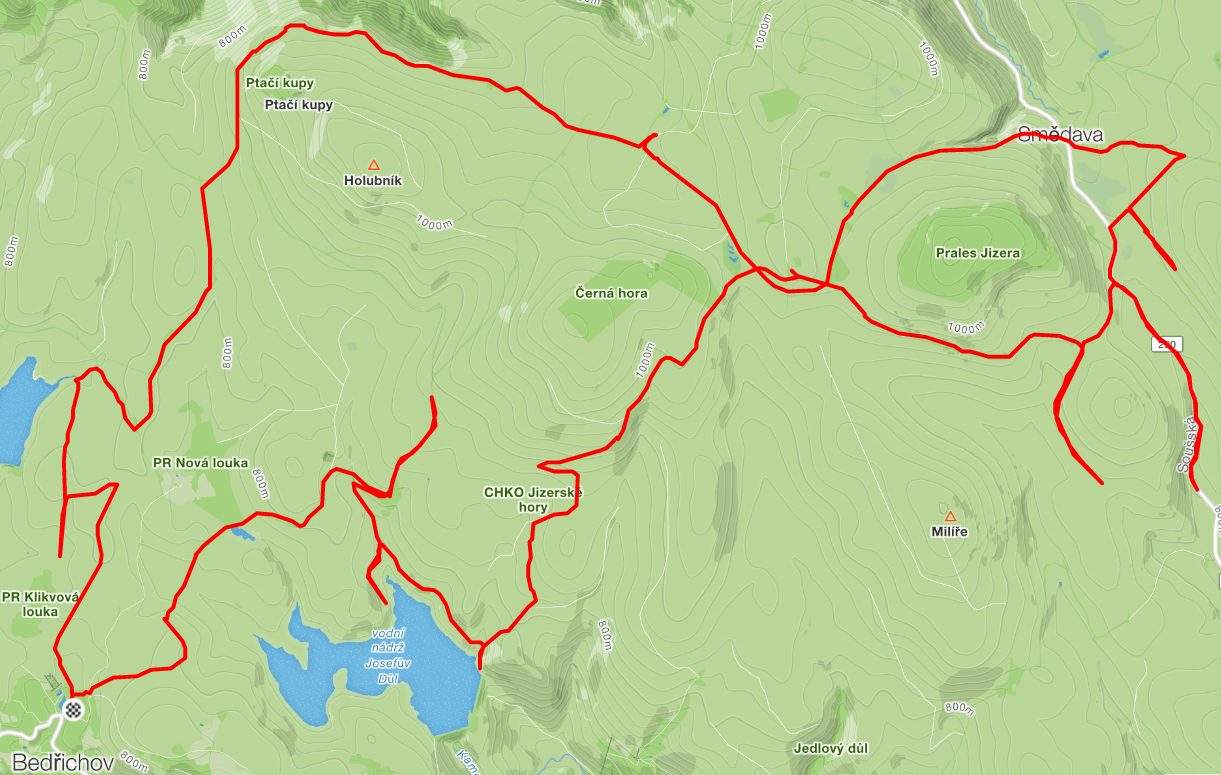 1000m
800m
1000m
800m
Ptačí kupy
Ptačí kupy
Smědava
Holubník
1000m
800m
Prales Jizera
Černá hora
1000m
800m
1000m
Soušská
PR Nová louka
800m
CHKO Jizerské
hory
Milíře
PR Klikvová
louka
vodní
nádrž
Josefův
Důl
800m
800m
Jedlový důl
Bedřichov
800m
Kame